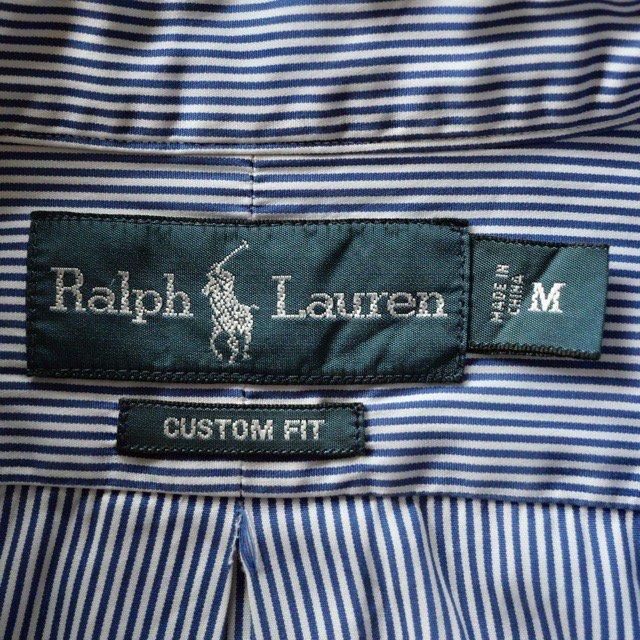 Ralph Lauren
MADE IN
CHINA
M
CUSTOM FIT